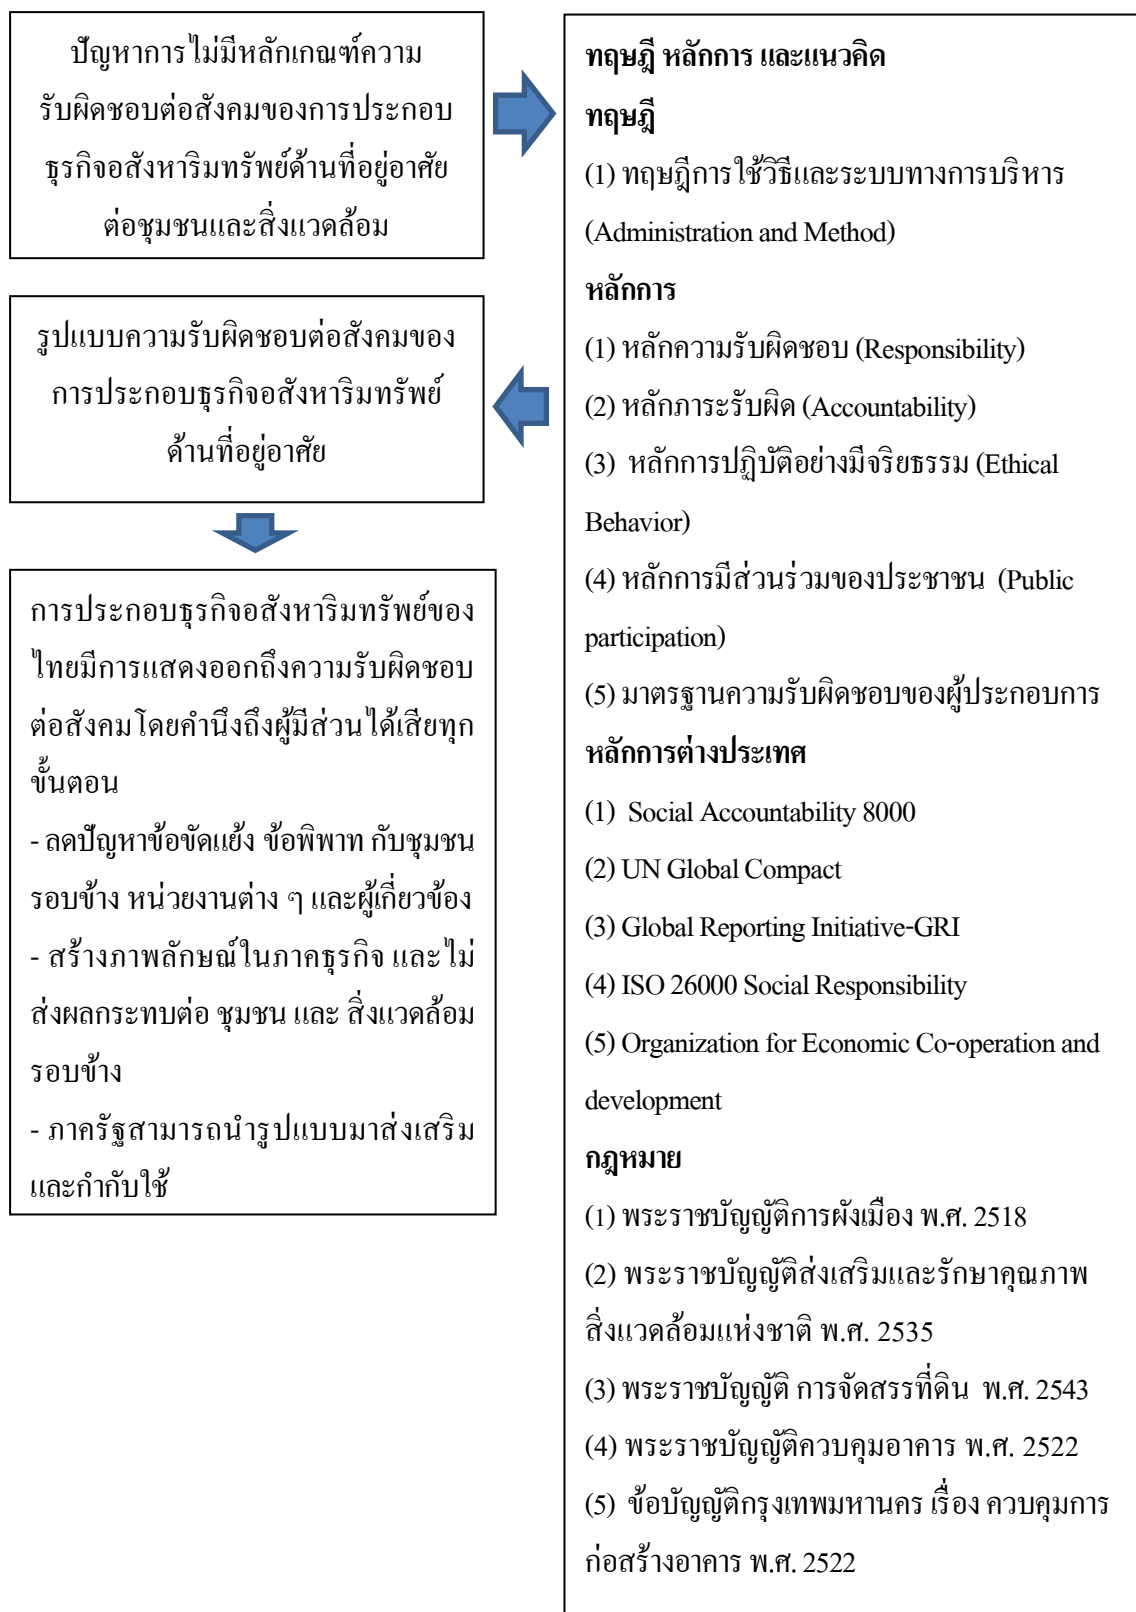 ปัญหาการไม่มีหลักเกณฑ์ความ
รับผิดชอบต่อสังคมของการประกอบ
ธุรกิจอสังหาริมทรัพย์ด้านที่อยู่อาศัย
ต่อชุมชนและสิ่งแวดล้อม
ทฤษฎี หลักการ และแนวคิด
ทฤษฎี
(1) ทฤษฎีการใช้วิธีและระบบทางการบริหาร
(Administration and Method)
หลักการ
(1) หลักความรับผิดชอบ (Responsibility)
(2) หลักภาระรับผิด (Accountability)
(3) หลักการปฏิบัติอย่างมีจริยธรรม (Ethical
Behavior)
(4) หลักการมีส่วนร่วมของประชาชน (Public
participation)
(5) มาตรฐานความรับผิดชอบของผู้ประกอบการ
หลักการต่างประเทศ
(1) Social Accountability 8000
(2) UN Global Compact
(3) Global Reporting Initiative-GRI
(4) ISO 26000 Social Responsibility
(5) Organization for Economic Co-operation and
development
กฎหมาย
(1) พระราชบัญญัติการผังเมือง พ.ศ. 2518
(2) พระราชบัญญัติส่งเสริมและรักษาคุณภาพ
สิ่งแวดล้อมแห่งชาติ พ.ศ. 2535
(3) พระราชบัญญัติ การจัดสรรที่ดิน พ.ศ. 2543
(4) พระราชบัญญัติควบคุมอาคาร พ.ศ. 2522
(5) ข้อบัญญัติกรุงเทพมหานคร เรื่อง ควบคุมการ
ก่อสร้างอาคาร พ.ศ. 2522
รูปแบบความรับผิดชอบต่อสังคมของ
การประกอบธุรกิจอสังหาริมทรัพย์
ด้านที่อยู่อาศัย
การประกอบธุรกิจอสังหาริมทรัพย์ของ
ไทยมีการแสดงออกถึงความรับผิดชอบ
ต่อสังคมโดยคำนึงถึงผู้มีส่วนได้เสียทุก
ขั้นตอน
- ลดปัญหาข้อขัดแย้ง ข้อพิพาท กับชุมชน
รอบข้าง หน่วยงานต่าง ๆ และผู้เกี่ยวข้อง
- สร้างภาพลักษณ์ในภาคธุรกิจ และไม่
ส่งผลกระทบต่อ ชุมชน และ สิ่งแวดล้อม
รอบข้าง
- ภาครัฐสามารถนำรูปแบบมาส่งเสริม
และกำกับใช้